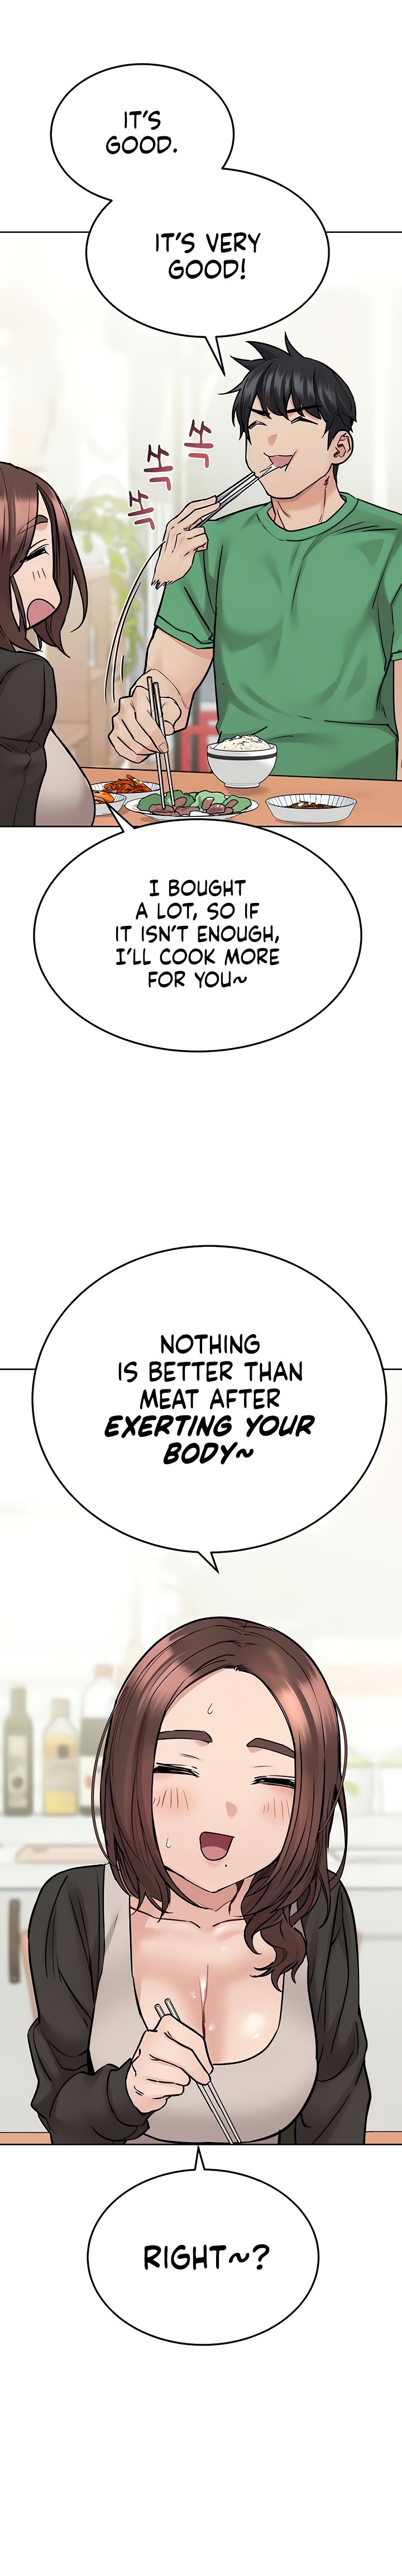 IT'S
GOOD.
IT'S VERY
GOOD!
쏙
쏙
쏙
I BOUGHT
A LOT, SO IF
IT ISN'T ENOUGH,
I'LL COOK MORE
FOR YOU~
NOTHING
IS BETTER THAN
MEAT AFTER
EXERTING YOUR
BODY~
RIGHT~?